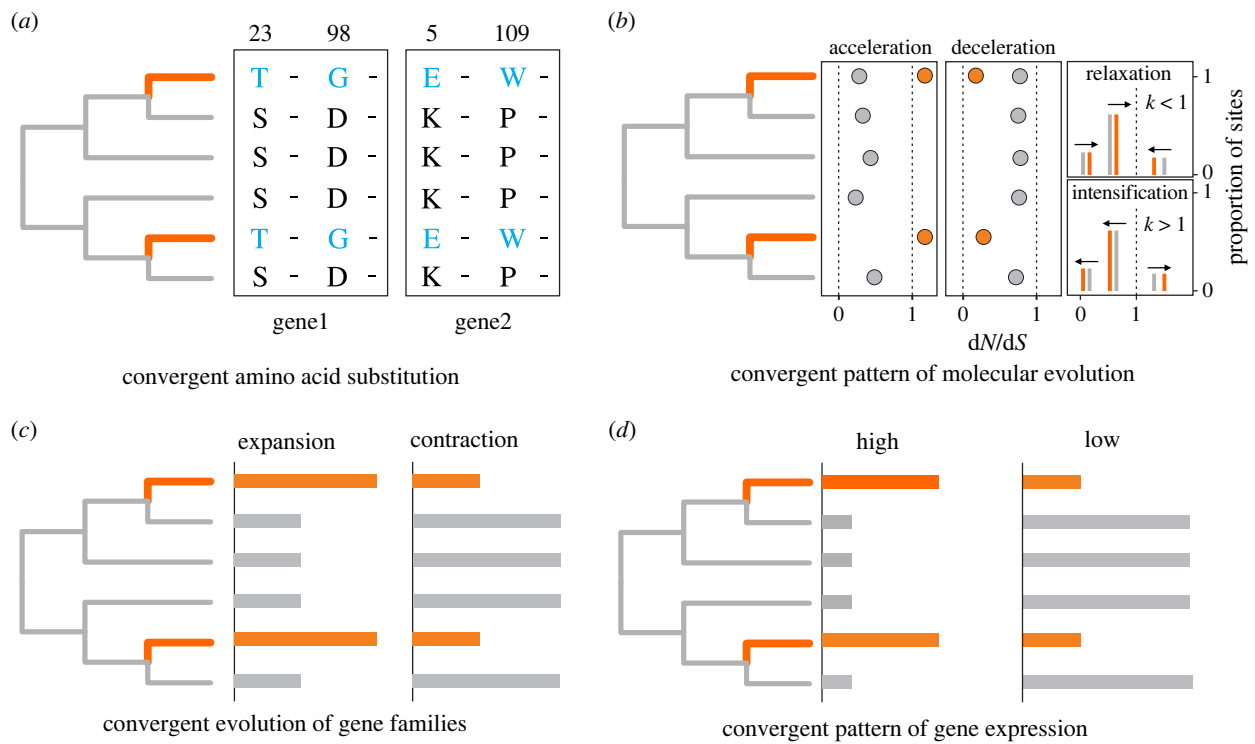 (a)
23 98 5 109
T - G - E - W -
S - D - K - P -
S - D - K - P -
S - D - K - P -
T - G - E - W -
S - D - K - P -
gene1 gene2
convergent amino acid substitution
(b)
acceleration deceleration
relaxation
k < 1
intensification
k > 1
1
0
1
0
proportion of sites
0 1 0 1 0 1
dN/dS
convergent pattern of molecular evolution
(c)
expansion contraction
convergent evolution of gene families
(d)
high low
convergent pattern of gene expression